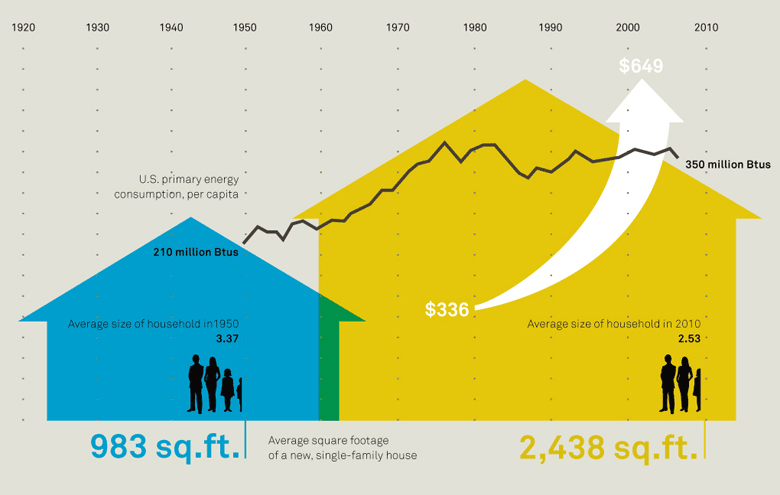 1920 1930 1940 1950 1960 1970 1980 1990 2000 2010
$649
350 million Btus
U.S. primary energy
consumption, per capita
210 million Btus
$336
Average size of household in1950
3.37
Average size of household in 2010
2.53
983 sq.ft.
Average square footage
of a new, single-family house
2,438 sq.ft.